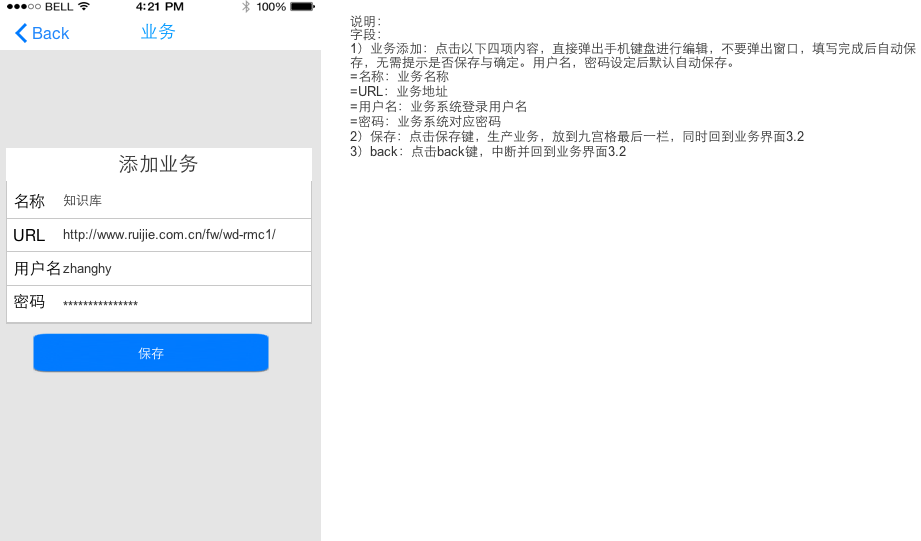 BELL 4:21 PM 100%
Back 业务
添加业务
名称 知识库
URL http://www.ruijie.com.cn/fw/wd-rmc1/
用户名 zhanghy
密码 ***************
保存
说明：
字段：
1）业务添加：点击以下四项内容，直接弹出手机键盘进行编辑，不要弹出窗口，填写完成后自动保
存，无需提示是否保存与确定。用户名，密码设定后默认自动保存。
=名称：业务名称
=URL：业务地址
=用户名：业务系统登录用户名
=密码：业务系统对应密码
2）保存：点击保存键，生产业务，放到九宫格最后一栏，同时回到业务界面3.2
3）back：点击back键，中断并回到业务界面3.2